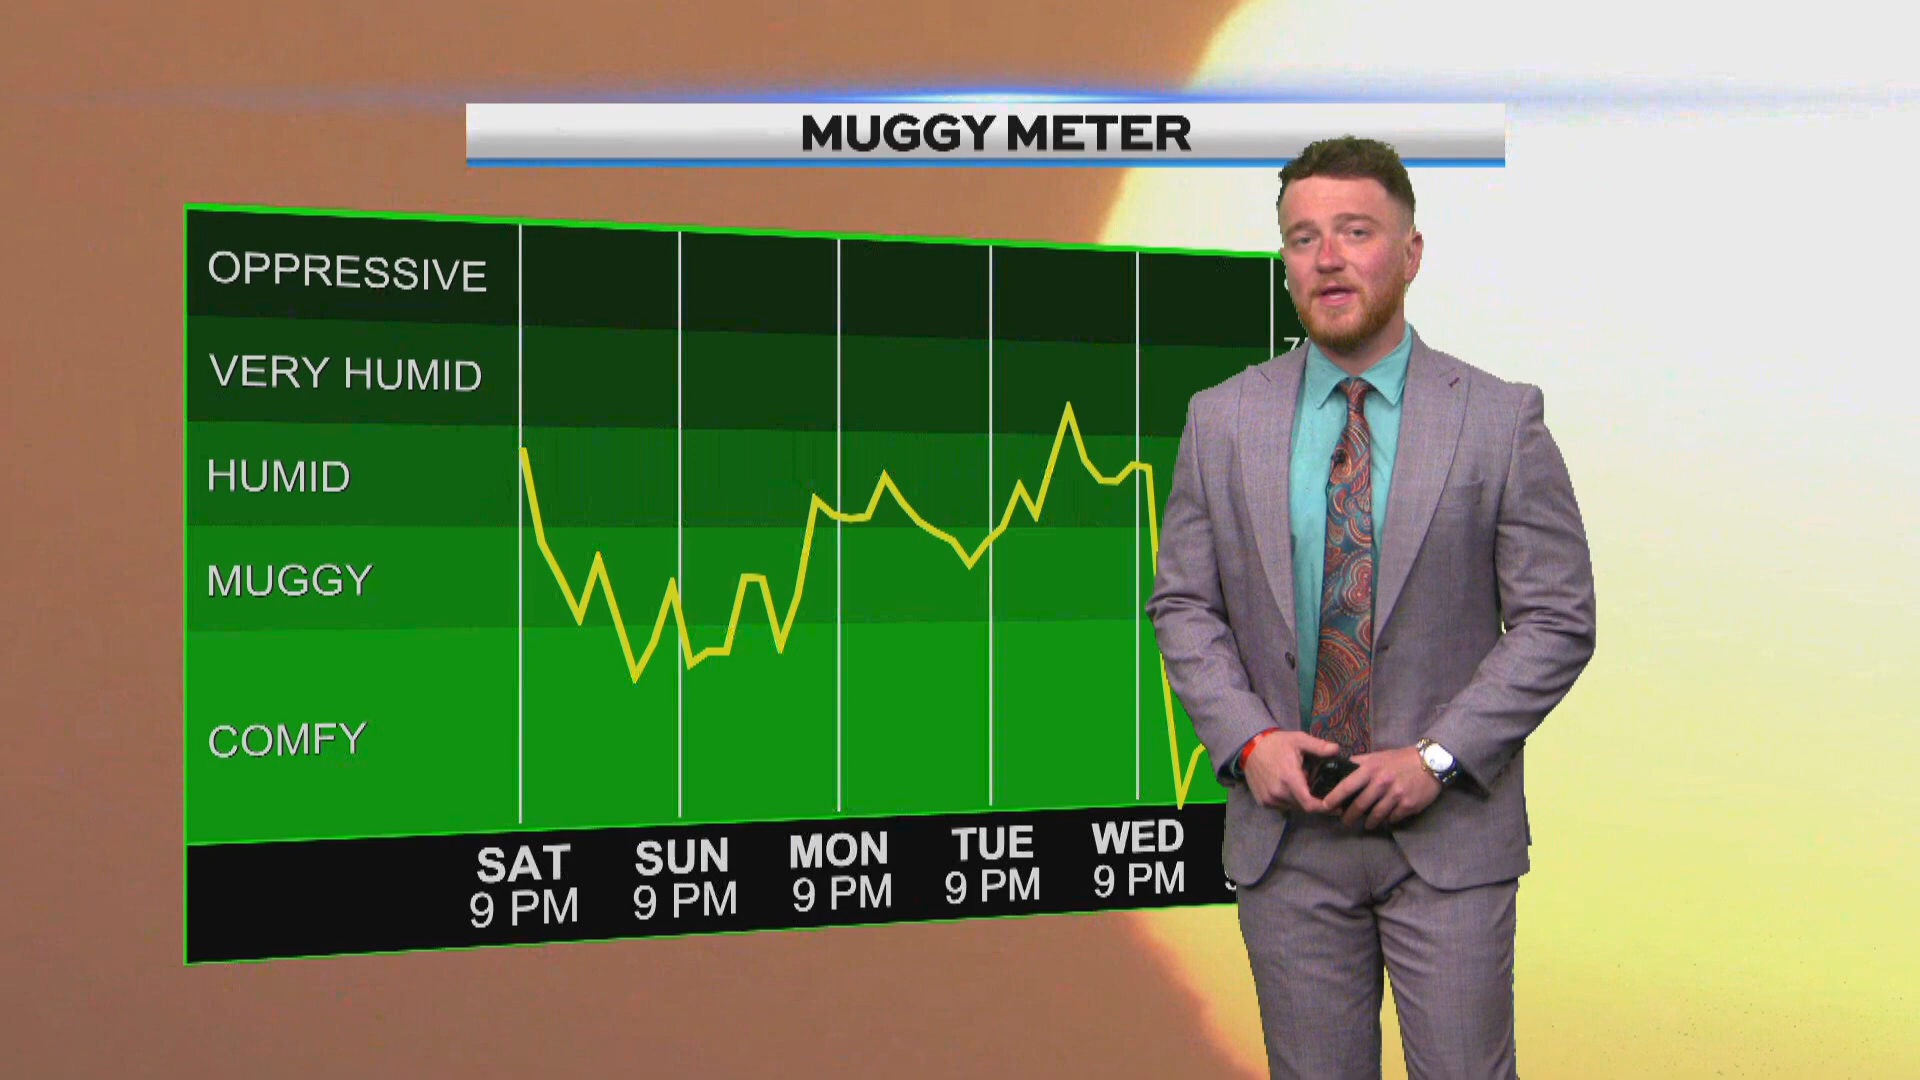 MUGGY METER
OPPRESSIVE
VERY HUMID
HUMID
MUGGY
COMFY
SAT SUN MON TUE WED
9 PM 9 PM 9 PM 9 PM 9 PM